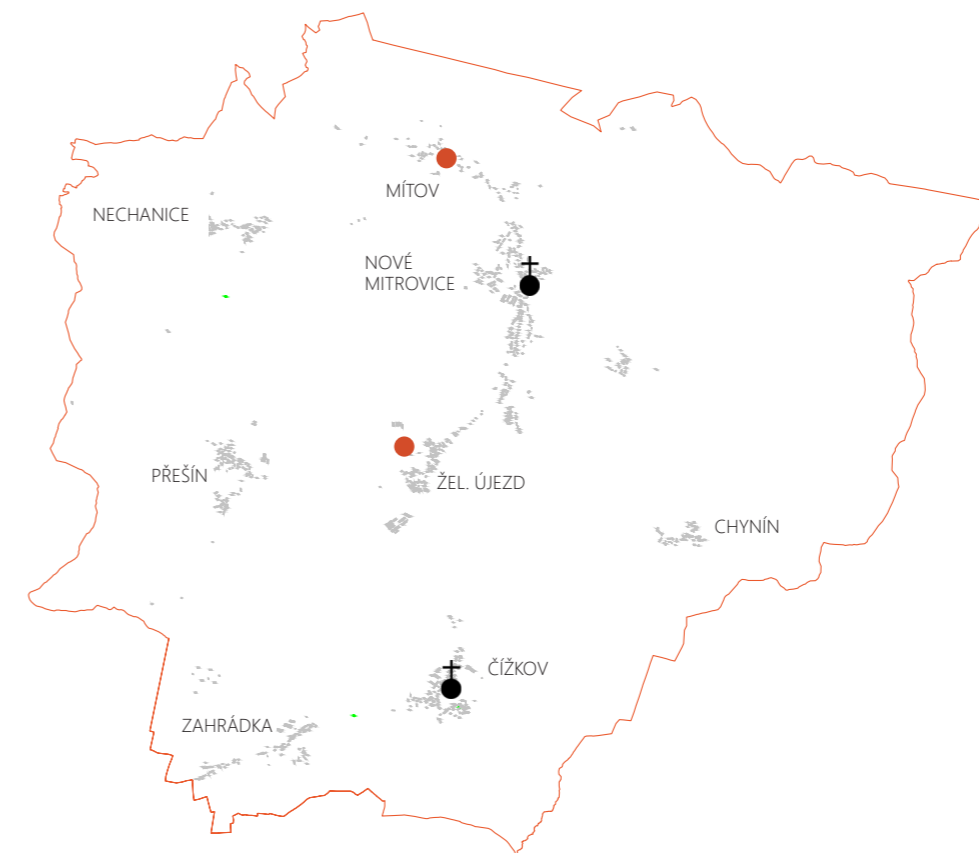 MÍTOV
NECHANICE
NOVÉ
MITROVICE
PŘEŠÍN
ŽEL. ÚJEZD
CHYNÍN
ČÍŽKOV
ZAHRÁDKA